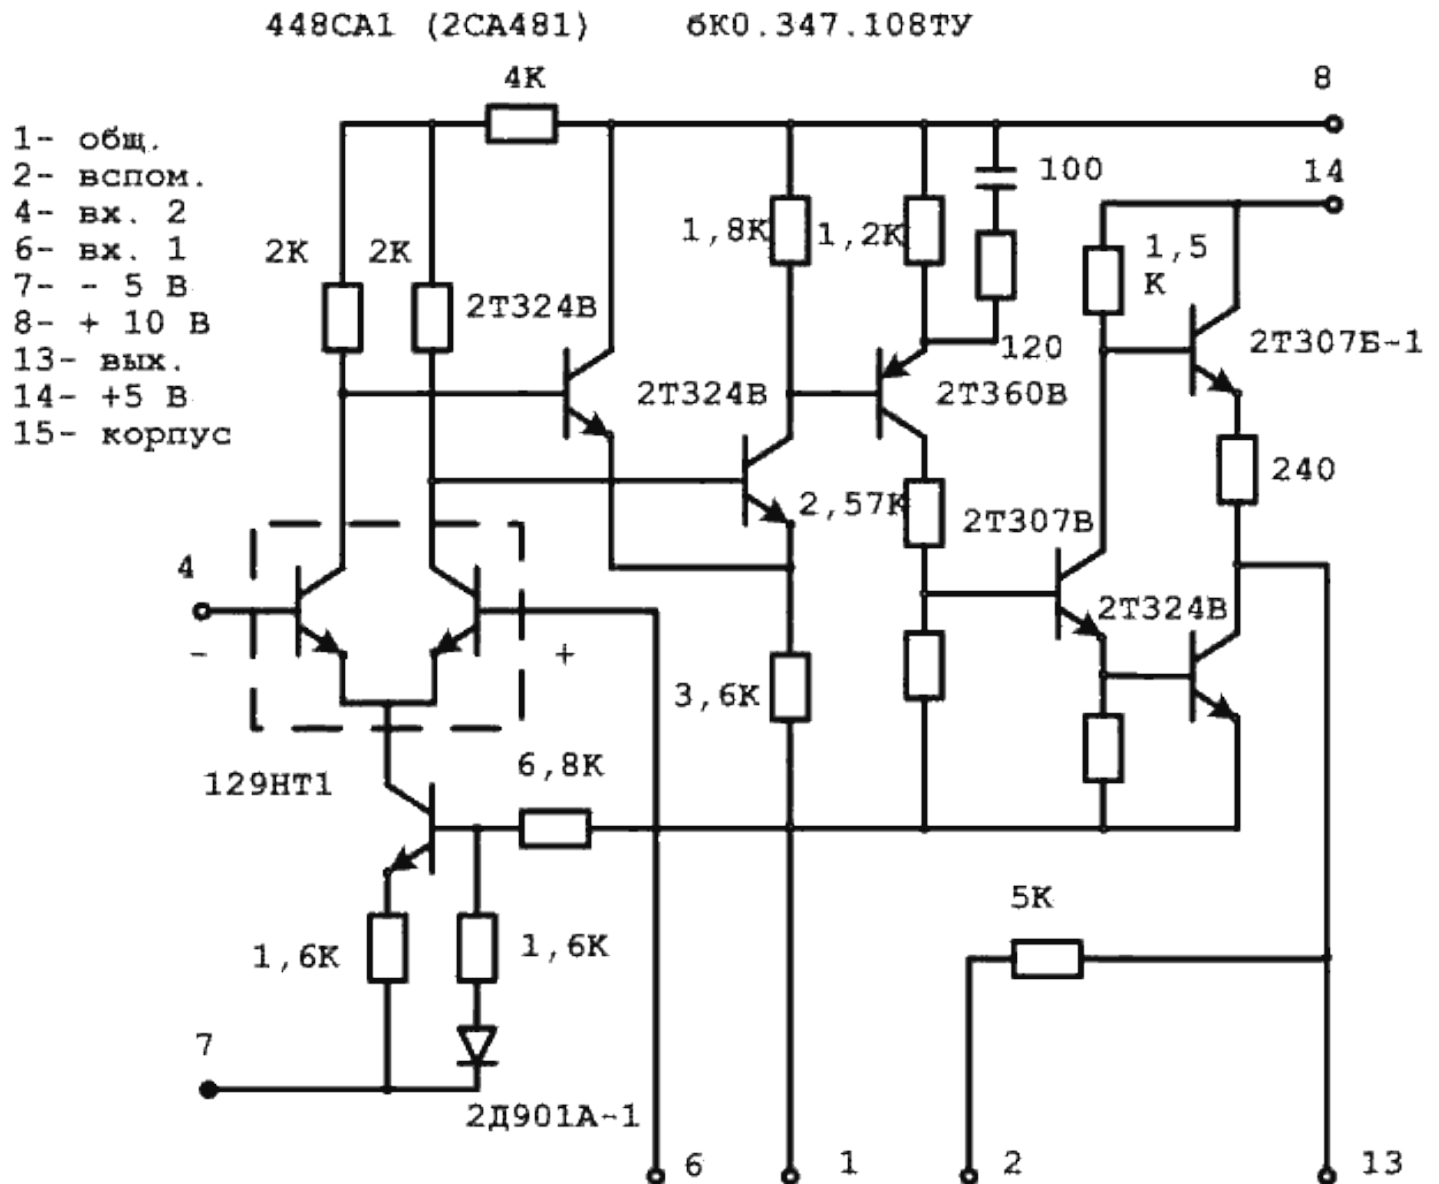 448СА1 (2СА481) бК0.347.108ТУ
4К
8
1- общ.
2- вспом.
4- вх. 2
6- вх. 1
7- - 5 В
8- + 10 В
13- вых.
14- +5 В
15- корпус
100
14
2К
2К
1,8К
1,2К
1,5
К
2Т324В
120
2Т307Б-1
2Т324В
2Т360В
240
2,57К
2Т307В
4
2Т324В
-
+
3,6К
129НТ1
6,8К
5К
1,6К
1,6К
7
2Д901А-1
6
1
2
13